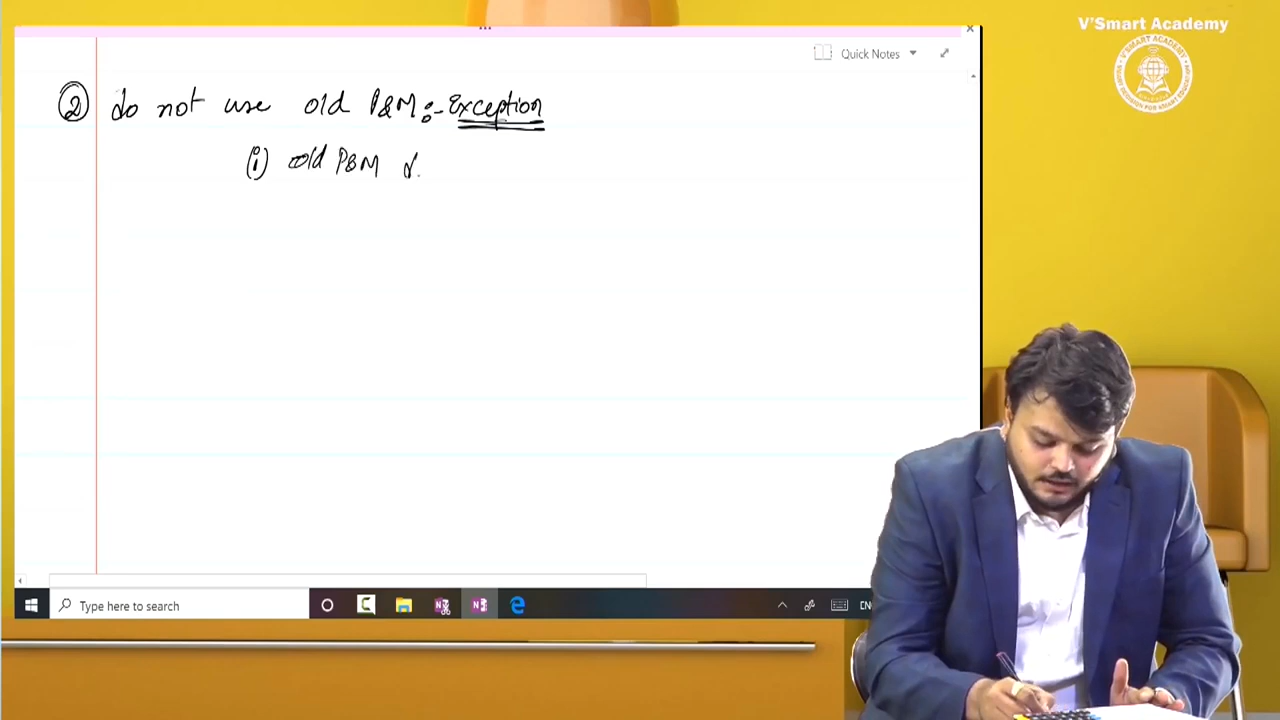 V'Smart Academy
Quick Notes
② do not use old P&M :- Exception
(i) old P&M
Type here to search